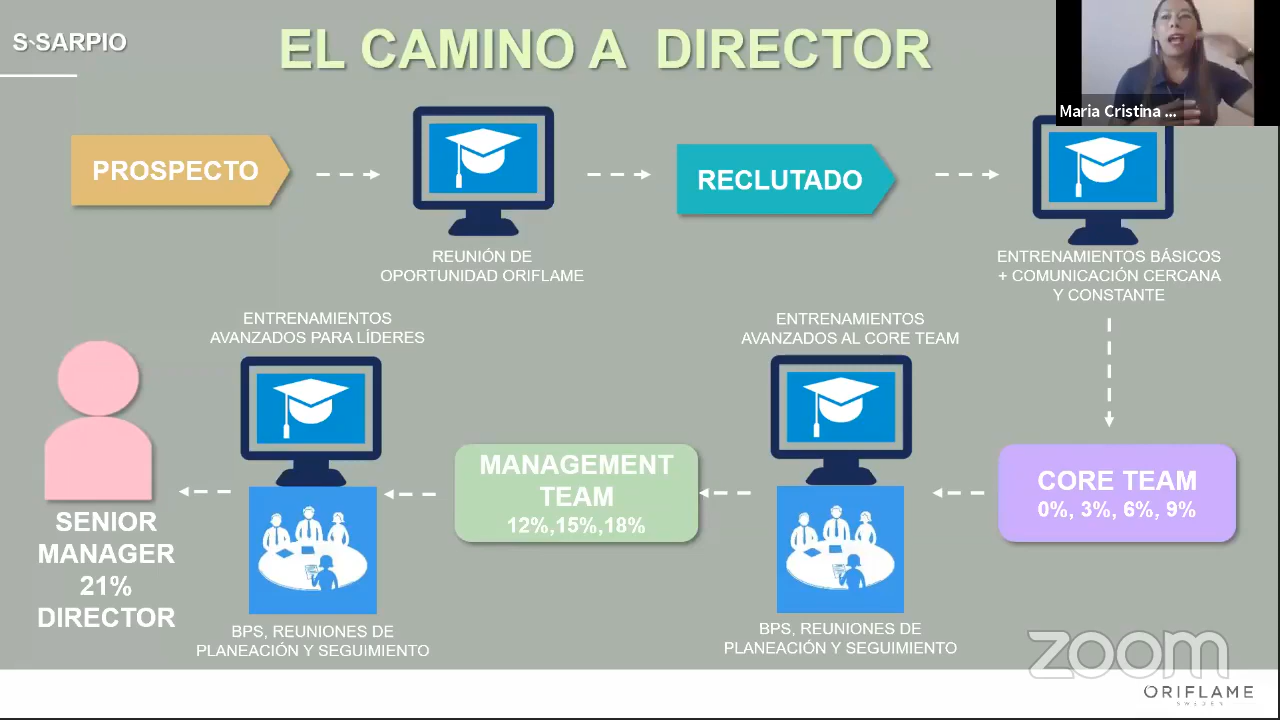 S·SARPIO
EL CAMINO A DIRECTOR
Maria Cristina ...
PROSPECTO
REUNIÓN DE
OPORTUNIDAD ORIFLAME
RECLUTADO
ENTRENAMIENTOS BÁSICOS
+ COMUNICACIÓN CERCANA
Y CONSTANTE
CORE TEAM
0%, 3%, 6%, 9%
ENTRENAMIENTOS
AVANZADOS AL CORE TEAM
BPS, REUNIONES DE
PLANEACIÓN Y SEGUIMIENTO
MANAGEMENT
TEAM
12%,15%,18%
ENTRENAMIENTOS
AVANZADOS PARA LÍDERES
BPS, REUNIONES DE
PLANEACIÓN Y SEGUIMIENTO
SENIOR
MANAGER
21%
DIRECTOR
zoom
ORIFLAME
SWEDEN